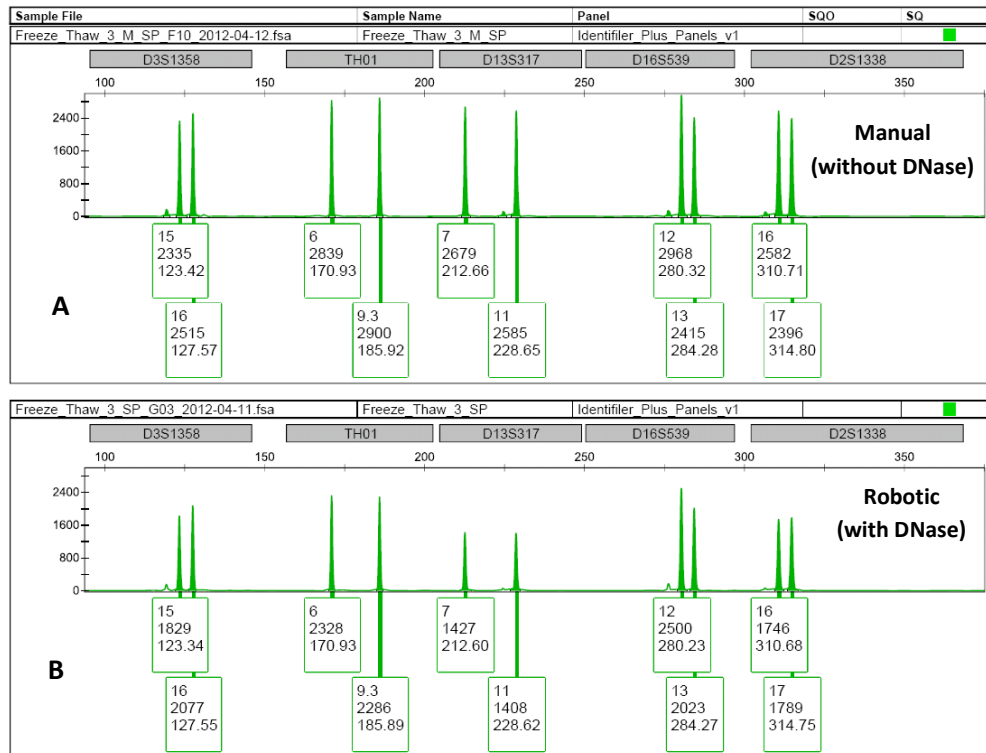 Sample File Sample Name Panel SQO SQ
Freeze_Thaw_3_M_SP_F10_2012-04-12.fsa Freeze_Thaw_3_M_SP Identifiler_Plus_Panels_v1
D3S1358 TH01 D13S317 D16S539 D2S1338
100 150 200 250 300 350
2400
1600
800
0
Manual
(without DNase)
15 6 7 12 16
2335 2839 2679 2968 2582
123.42 170.93 212.66 280.32 310.71
A
16 9.3 11 13 17
2515 2900 2585 2415 2396
127.57 185.92 228.65 284.28 314.80
Freeze_Thaw_3_SP_G03_2012-04-11.fsa Freeze_Thaw_3_SP Identifiler_Plus_Panels_v1
D3S1358 TH01 D13S317 D16S539 D2S1338
100 150 200 250 300 350
2400
1600
800
0
Robotic
(with DNase)
15 6 7 12 16
1829 2328 1427 2500 1746
123.34 170.93 212.60 280.23 310.68
B
16 9.3 11 13 17
2077 2286 1408 2023 1789
127.55 185.89 228.62 284.27 314.75